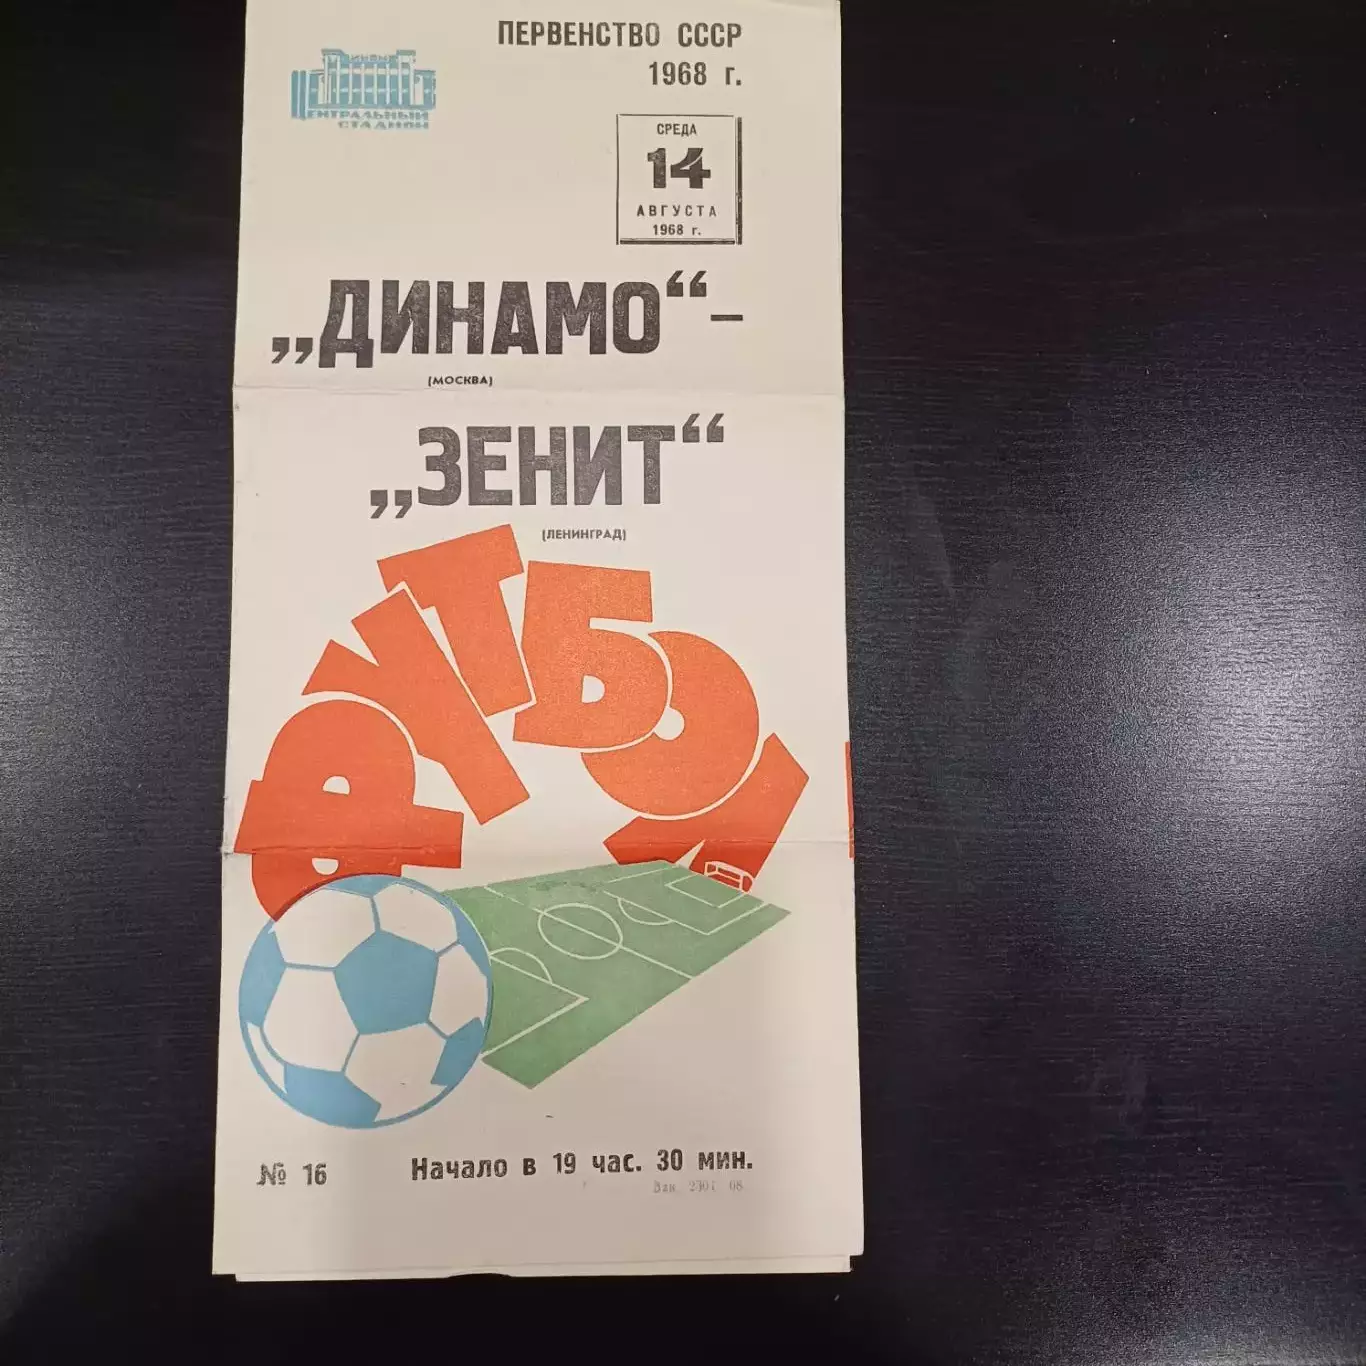 ПЕРВЕНСТВО СССР
1968 г.
ДИНАМО
ЦЕНТРАЛЬНЫЙ
СТАДИОН
СРЕДА
14
АВГУСТА
1968 г.
„ДИНАМО“ –
(МОСКВА)
„ЗЕНИТ“
(ЛЕНИНГРАД)
ФУТБОЛ
№ 16
Начало в 19 час. 30 мин.